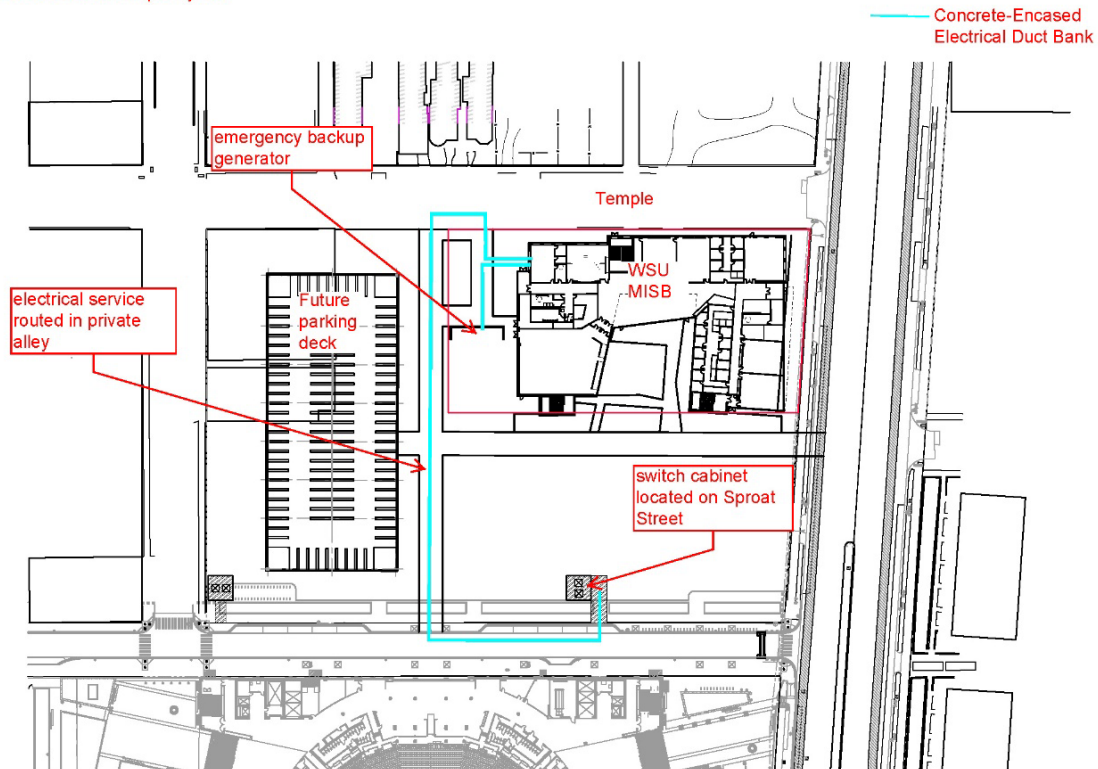 Concrete-Encased
Electrical Duct Bank
emergency backup
generator
Temple
WSU
MISB
electrical service
routed in private
alley
Future
parking
deck
switch cabinet
located on Sproat
Street